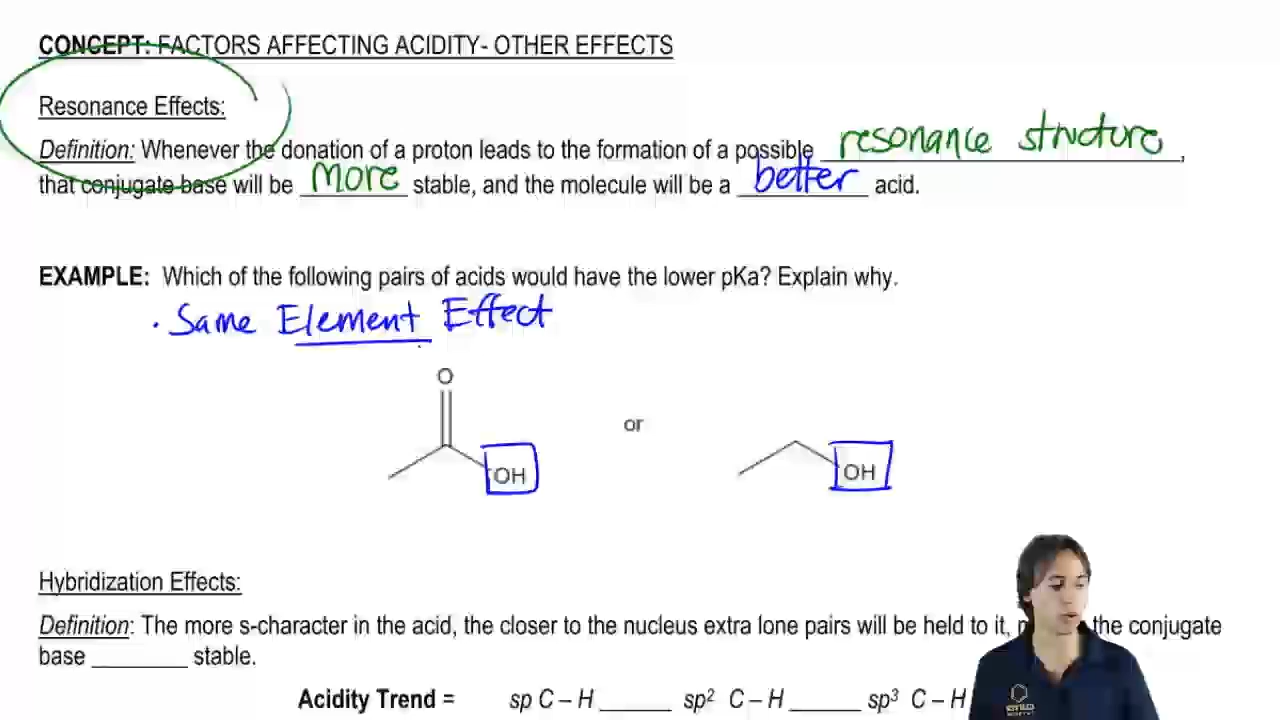 CONCEPT: FACTORS AFFECTING ACIDITY- OTHER EFFECTS
Resonance Effects:
Definition: Whenever the donation of a proton leads to the formation of a possible resonance structure,
that conjugate base will be more stable, and the molecule will be a better acid.
EXAMPLE: Which of the following pairs of acids would have the lower pKa? Explain why.
· Same Element Effect
O
OH
or
OH
Hybridization Effects:
Definition: The more s-character in the acid, the closer to the nucleus extra lone pairs will be held to it, the conjugate
base ________ stable.
Acidity Trend = sp C – H ______ sp² C – H ______ sp³ C – H